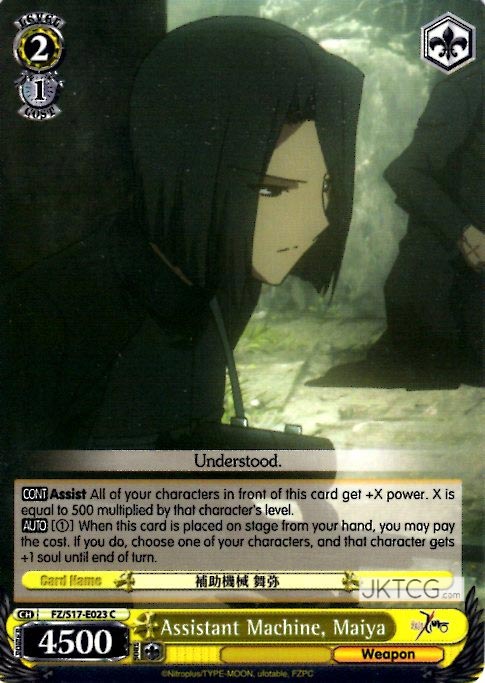 LEVEL
2
1
COST
Understood.
CONT Assist All of your characters in front of this card get +X power. X is
equal to 500 multiplied by that character's level.
AUTO [①] When this card is placed on stage from your hand, you may
pay the cost. If you do, choose one of your characters, and that character gets
+1 soul until end of turn.
Card Name 補助機械 舞弥
JKTCG.com
CH FZ/S17-E023 C
POWER 4500 Assistant Machine, Maiya
SOUL Weapon
©Nitroplus/TYPE-MOON, ufotable, FZPC